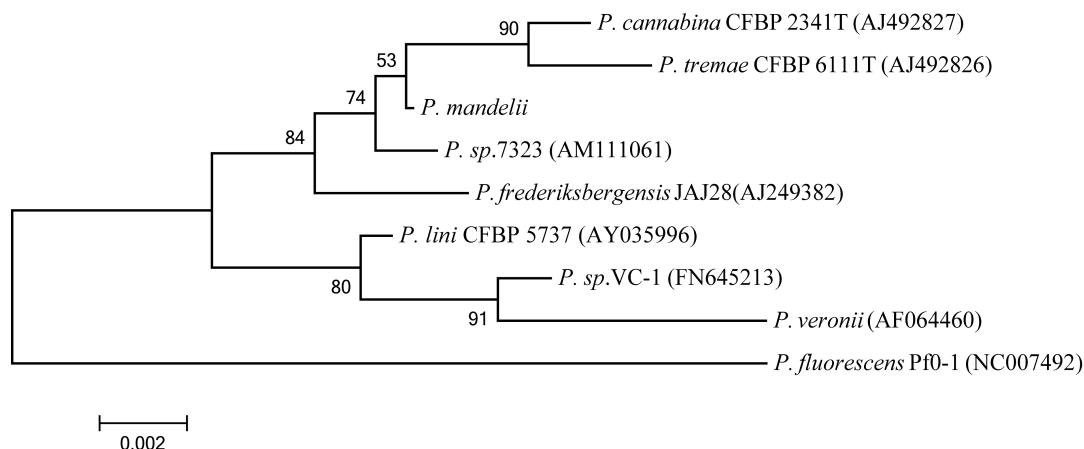 90
P. cannabina CFBP 2341T (AJ492827)
P. tremae CFBP 6111T (AJ492826)
53
P. mandelii
74
P. sp.7323 (AM111061)
84
P. frederiksbergensis JAJ28(AJ249382)
P. lini CFBP 5737 (AY035996)
80
P. sp.VC-1 (FN645213)
91
P. veronii (AF064460)
P. fluorescens Pf0-1 (NC007492)
0.002